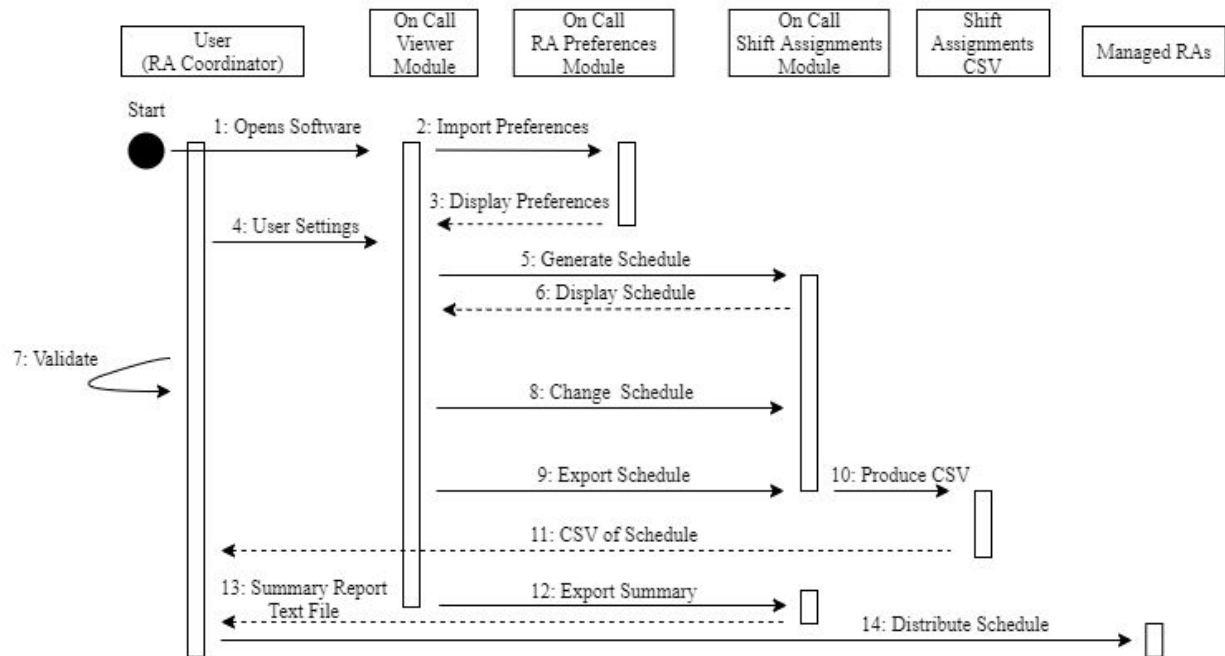 User
(RA Coordinator)
On Call
Viewer
Module
On Call
RA Preferences
Module
On Call
Shift Assignments
Module
Shift
Assignments
CSV
Managed RAs
Start
1: Opens Software
2: Import Preferences
3: Display Preferences
4: User Settings
5: Generate Schedule
6: Display Schedule
7: Validate
8: Change Schedule
9: Export Schedule
10: Produce CSV
11: CSV of Schedule
12: Export Summary
13: Summary Report
Text File
14: Distribute Schedule